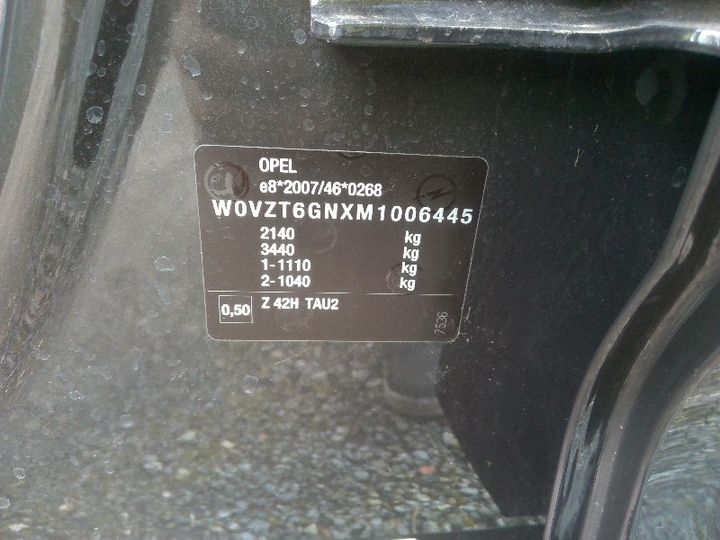 OPEL
e8*2007/46*0268
W0VZT6GNXM1006445
2140 kg
3440 kg
1-1110 kg
2-1040 kg
0,50 Z 42H TAU2
7536